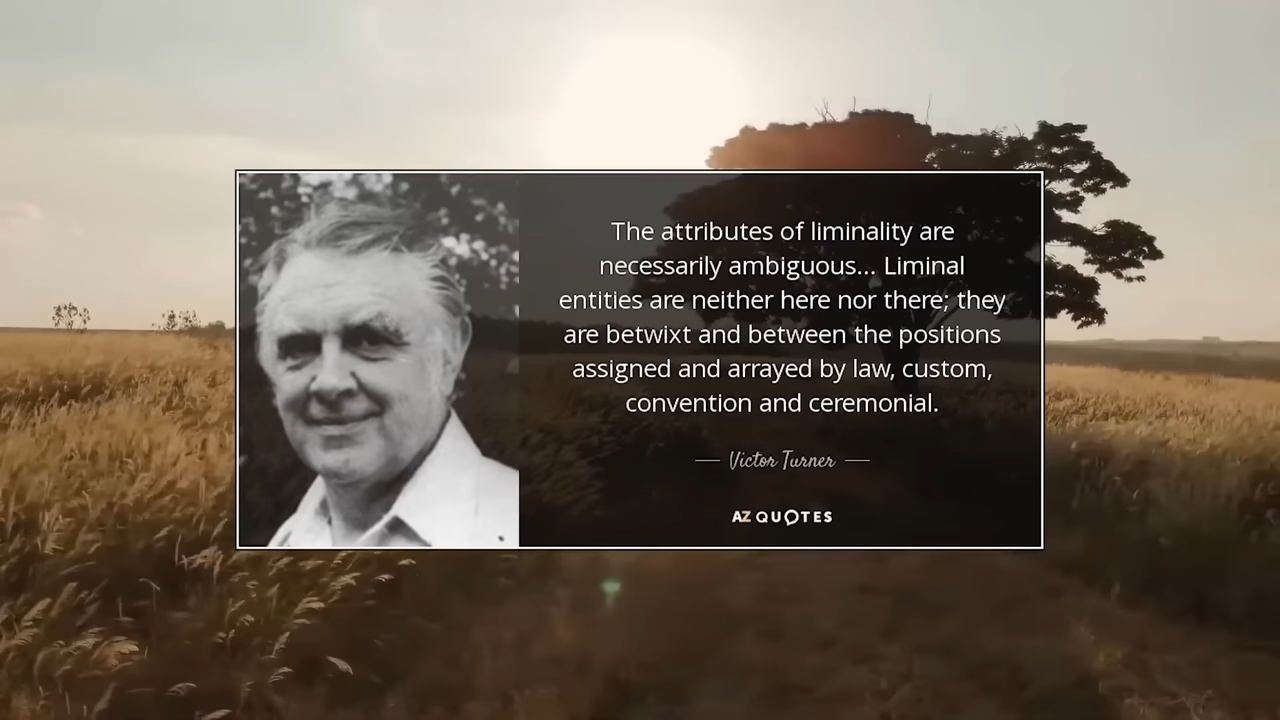 The attributes of liminality are
necessarily ambiguous... Liminal
entities are neither here nor there; they
are betwixt and between the positions
assigned and arrayed by law, custom,
convention and ceremonial.
— Victor Turner —
AZ QUOTES